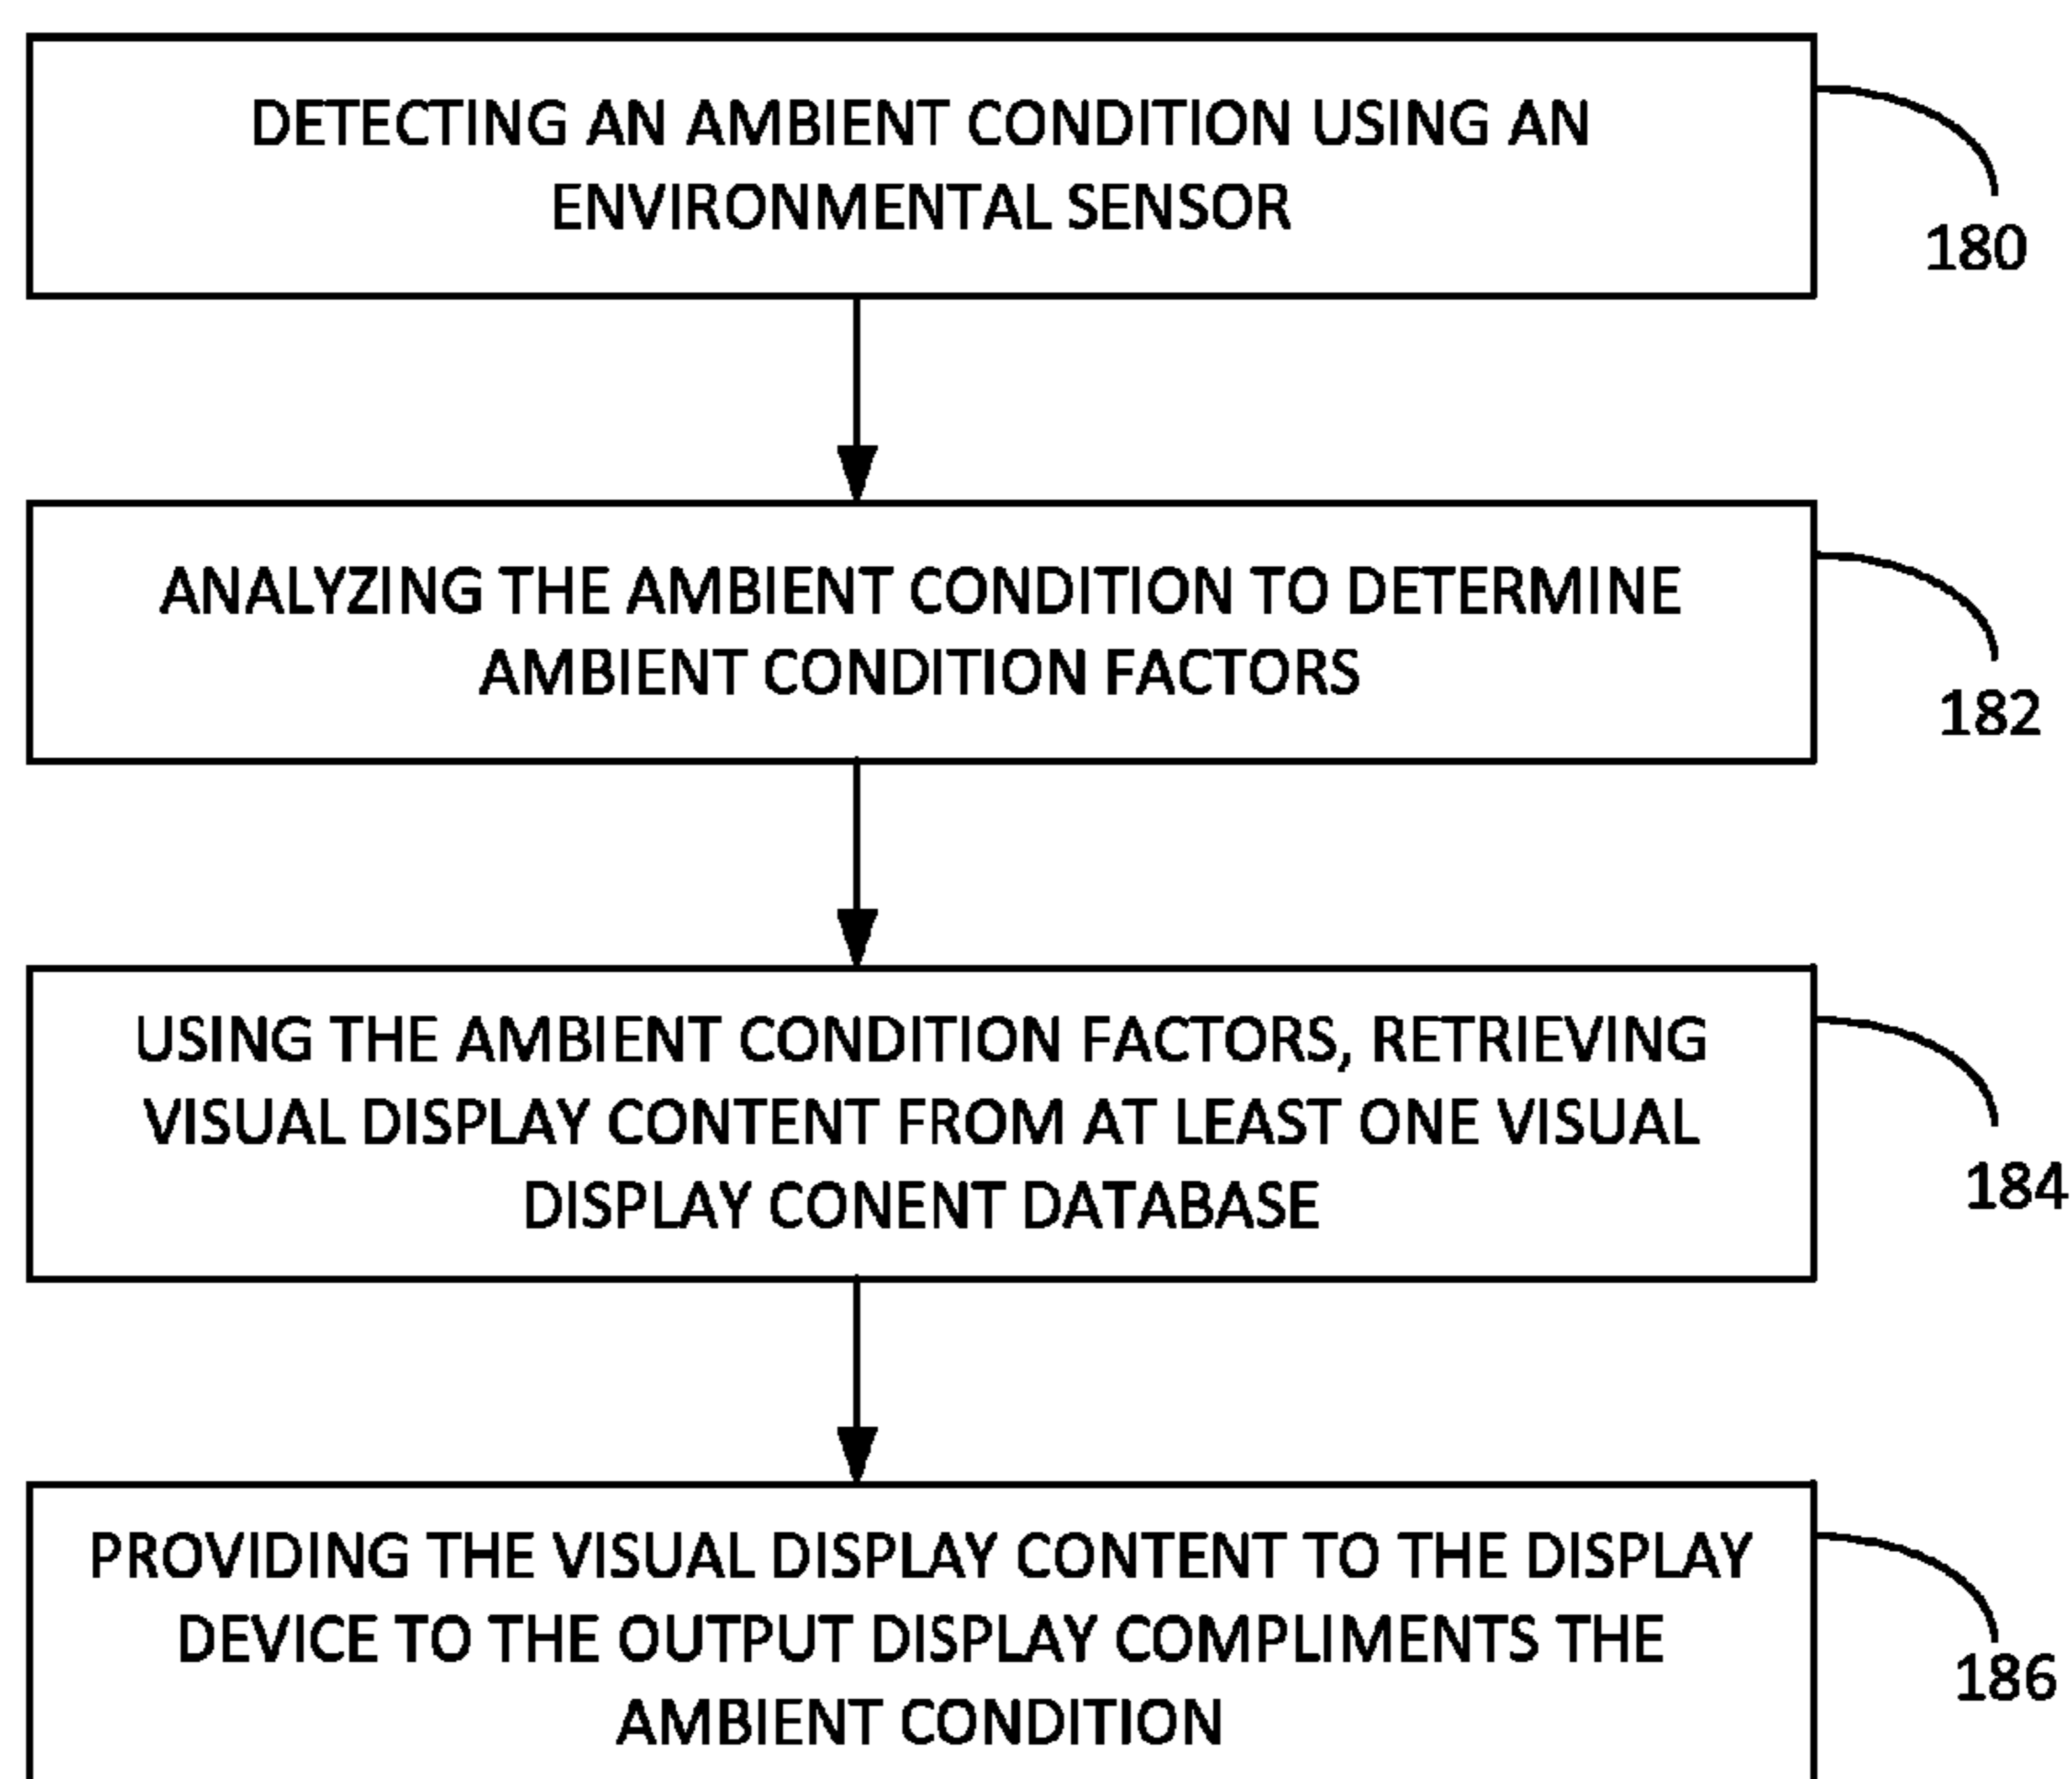 DETECTING AN AMBIENT CONDITION USING AN
ENVIRONMENTAL SENSOR
180
ANALYZING THE AMBIENT CONDITION TO DETERMINE
AMBIENT CONDITION FACTORS
182
USING THE AMBIENT CONDITION FACTORS, RETRIEVING
VISUAL DISPLAY CONTENT FROM AT LEAST ONE VISUAL
DISPLAY CONENT DATABASE
184
PROVIDING THE VISUAL DISPLAY CONTENT TO THE DISPLAY
DEVICE TO THE OUTPUT DISPLAY COMPLIMENTS THE
AMBIENT CONDITION
186